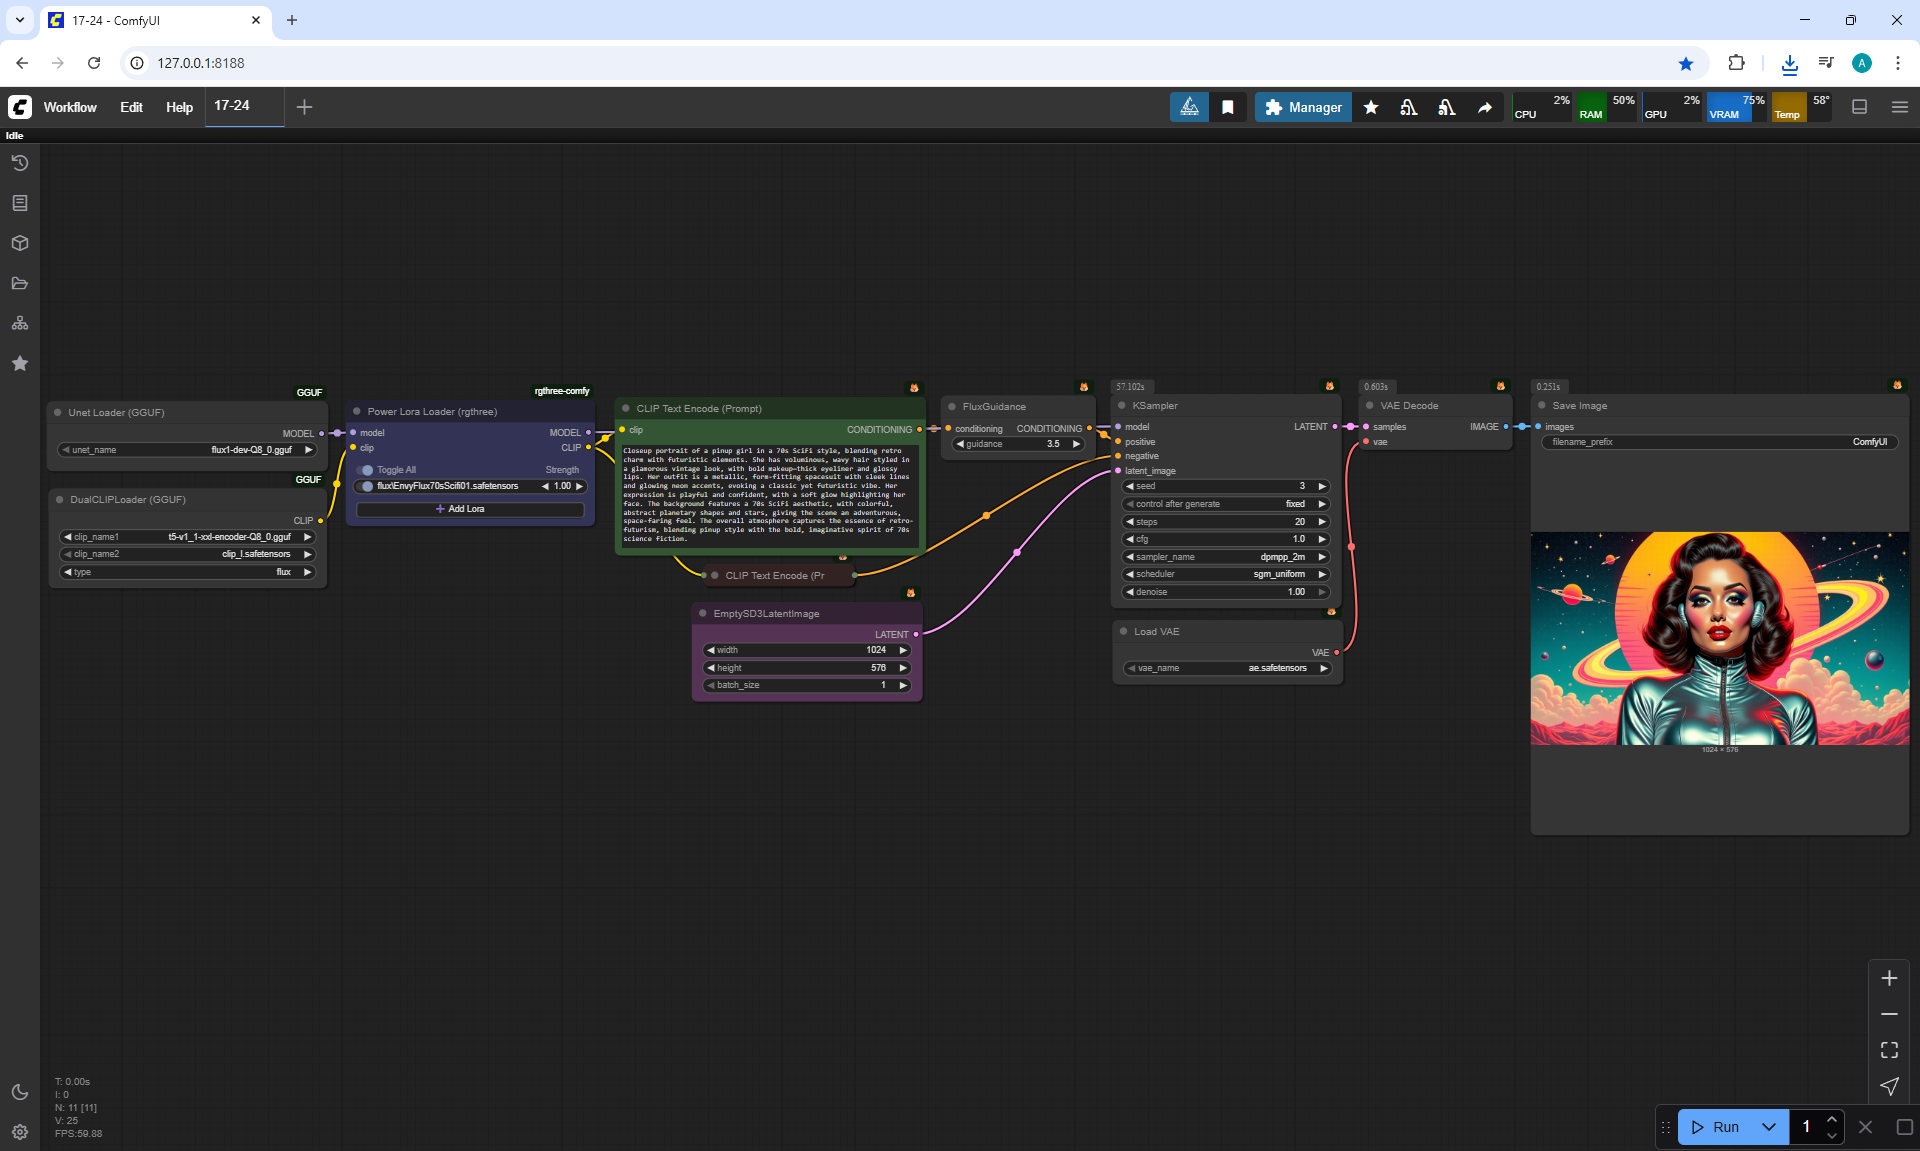 17-24 - ComfyUI
127.0.0.1:8188
A
Workflow
Edit
Help
17-24
Manager
CPU 2%
RAM 50%
GPU 2%
VRAM 75%
Temp 58°
Idle
GGUF
Unet Loader (GGUF)
MODEL
unet_name flux1-dev-Q8_0.gguf
GGUF
DualCLIPLoader (GGUF)
CLIP
clip_name1 t5-v1_1-xxl-encoder-Q8_0.gguf
clip_name2 clip_l.safetensors
type flux
rgthree-comfy
Power Lora Loader (rgthree)
model MODEL
clip CLIP
Toggle All Strength
flux\EnvyFlux70sScifi01.safetensors 1.00
+ Add Lora
CLIP Text Encode (Prompt)
clip CONDITIONING
Closeup portrait of a pinup girl in a 70s SciFi style, blending retro
charm with futuristic elements. She has voluminous, wavy hair styled in
a glamorous vintage look, with bold makeup—thick eyeliner and glossy
lips. Her outfit is a metallic, form-fitting spacesuit with sleek lines
and glowing neon accents, evoking a classic yet futuristic vibe. Her
expression is playful and confident, with a soft glow highlighting her
face. The background features a 70s SciFi aesthetic, with colorful,
abstract planetary shapes and stars, giving the scene an adventurous,
space-faring feel. The overall atmosphere captures the essence of retro-
futurism, blending pinup style with the bold, imaginative spirit of 70s
science fiction.
CLIP Text Encode (Pr
EmptySD3LatentImage
LATENT
width 1024
height 576
batch_size 1
FluxGuidance
conditioning CONDITIONING
guidance 3.5
57.102s
KSampler
model LATENT
positive
negative
latent_image
seed 3
control after generate fixed
steps 20
cfg 1.0
sampler_name dpmpp_2m
scheduler sgm_uniform
denoise 1.00
Load VAE
VAE
vae_name ae.safetensors
0.603s
VAE Decode
samples IMAGE
vae
0.251s
Save Image
images
filename_prefix ComfyUI
1024 × 576
T: 0.00s
I: 0
N: 11 [11]
V: 25
FPS:59.88
Run
1